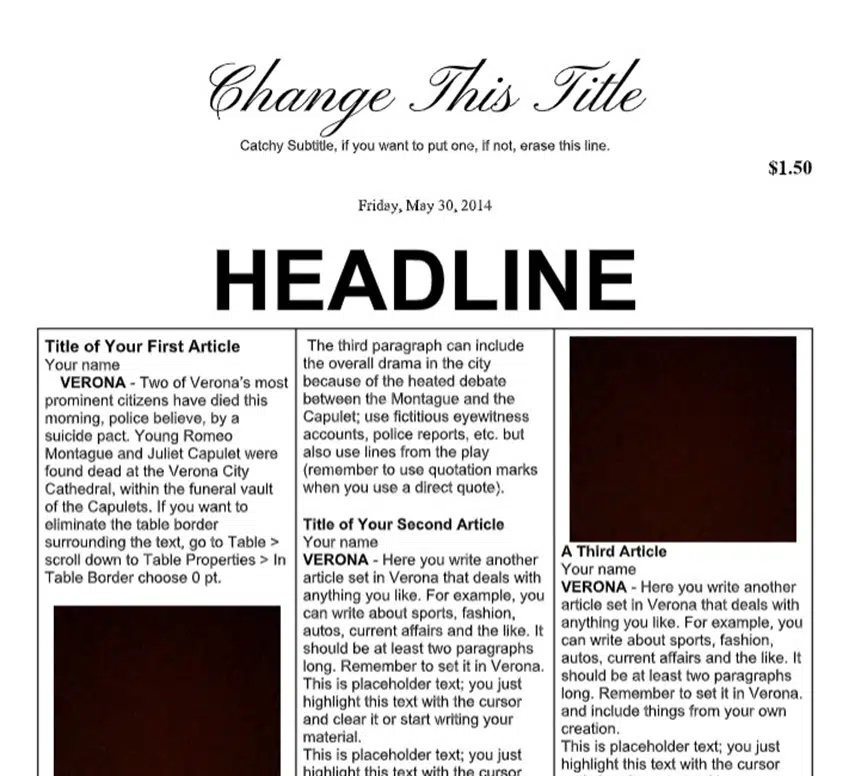 Change This Title
Catchy Subtitle, if you want to put one, if not, erase this line.
$1.50
Friday, May 30, 2014
HEADLINE
Title of Your First Article
Your name
VERONA - Two of Verona's most
prominent citizens have died this
morning, police believe, by a
suicide pact. Young Romeo
Montague and Juliet Capulet were
found dead at the Verona City
Cathedral, within the funeral vault
of the Capulets. If you want to
eliminate the table border
surrounding the text, go to Table >
scroll down to Table Properties > In
Table Border choose 0 pt.
The third paragraph can include
the overall drama in the city
because of the heated debate
between the Montague and the
Capulet; use fictitious eyewitness
accounts, police reports, etc. but
also use lines from the play
(remember to use quotation marks
when you use a direct quote).
Title of Your Second Article
Your name
VERONA - Here you write another
article set in Verona that deals with
anything you like. For example, you
can write about sports, fashion,
autos, current affairs and the like. It
should be at least two paragraphs
long. Remember to set it in Verona.
This is placeholder text; you just
highlight this text with the cursor
and clear it or start writing your
material.
This is placeholder text; you just
highlight this text with the cursor
A Third Article
Your name
VERONA - Here you write another
article set in Verona that deals with
anything you like. For example, you
can write about sports, fashion,
autos, current affairs and the like. It
should be at least two paragraphs
long. Remember to set it in Verona.
and include things from your own
creation.
This is placeholder text; you just
highlight this text with the cursor